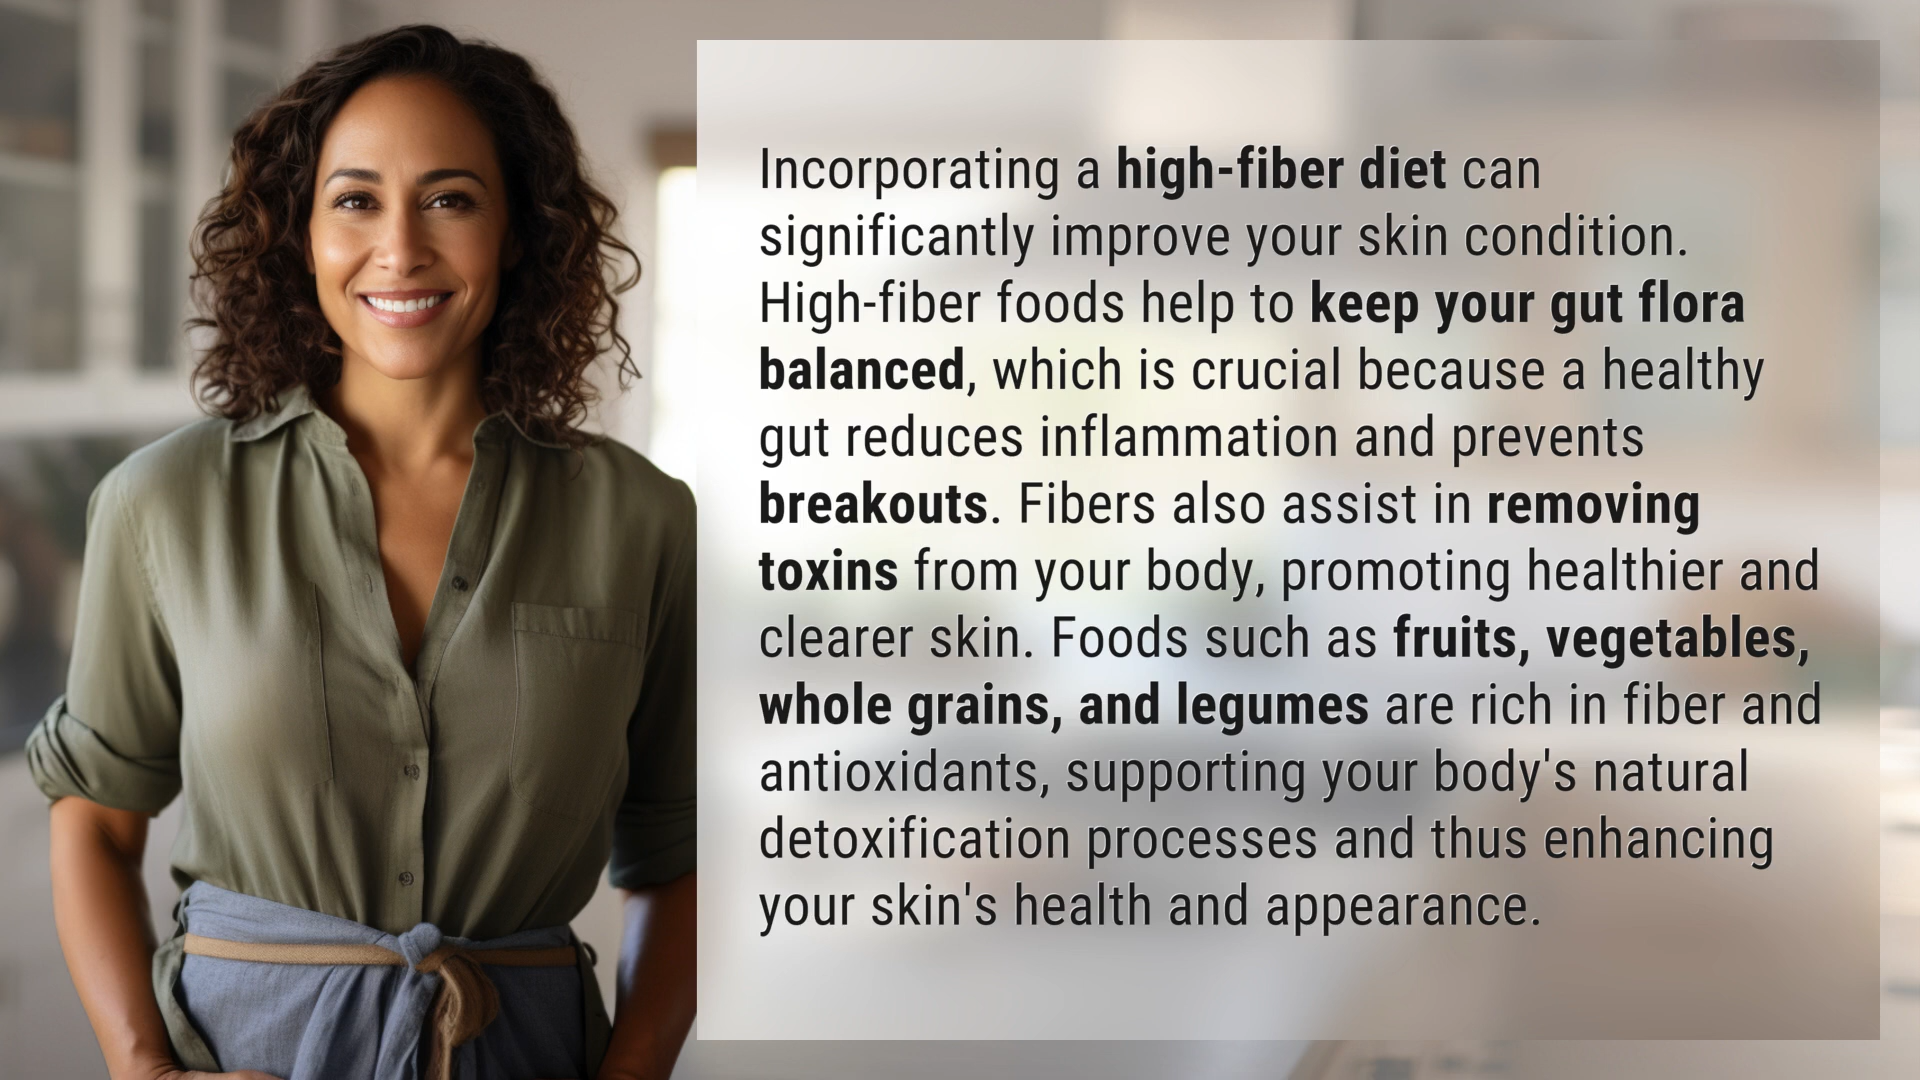 Incorporating a high-fiber diet can
significantly improve your skin condition.
High-fiber foods help to keep your gut flora
balanced, which is crucial because a healthy
gut reduces inflammation and prevents
breakouts. Fibers also assist in removing
toxins from your body, promoting healthier and
clearer skin. Foods such as fruits, vegetables,
whole grains, and legumes are rich in fiber and
antioxidants, supporting your body's natural
detoxification processes and thus enhancing
your skin's health and appearance.